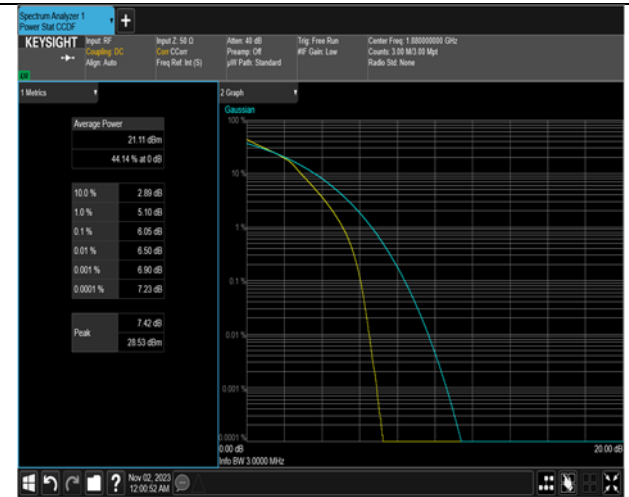 Spectrum Analyzer 1
Power Stat CCDF
+
KEYSIGHT
Input: RF
Coupling: DC
Align: Auto
Input Z: 50 Ω
Corr CCorr
Freq Ref: Int (S)
Atten: 40 dB
Preamp: Off
µW Path: Standard
Trig: Free Run
#IF Gain: Low
Center Freq: 1.880000000 GHz
Counts: 3.00 M/3.00 Mpt
Radio Std: None
1 Metrics
Average Power
21.11 dBm
44.14 % at 0 dB
10.0 % 2.89 dB
1.0 % 5.10 dB
0.1 % 6.05 dB
0.01 % 6.50 dB
0.001 % 6.90 dB
0.0001 % 7.23 dB
Peak
7.42 dB
28.53 dBm
2 Graph
Gaussian
100 %
10 %
1 %
0.1 %
0.01 %
0.001 %
0.0001 %
0.00 dB 20.00 dB
Info BW 3.0000 MHz
? Nov 02, 2023
12:00:52 AM